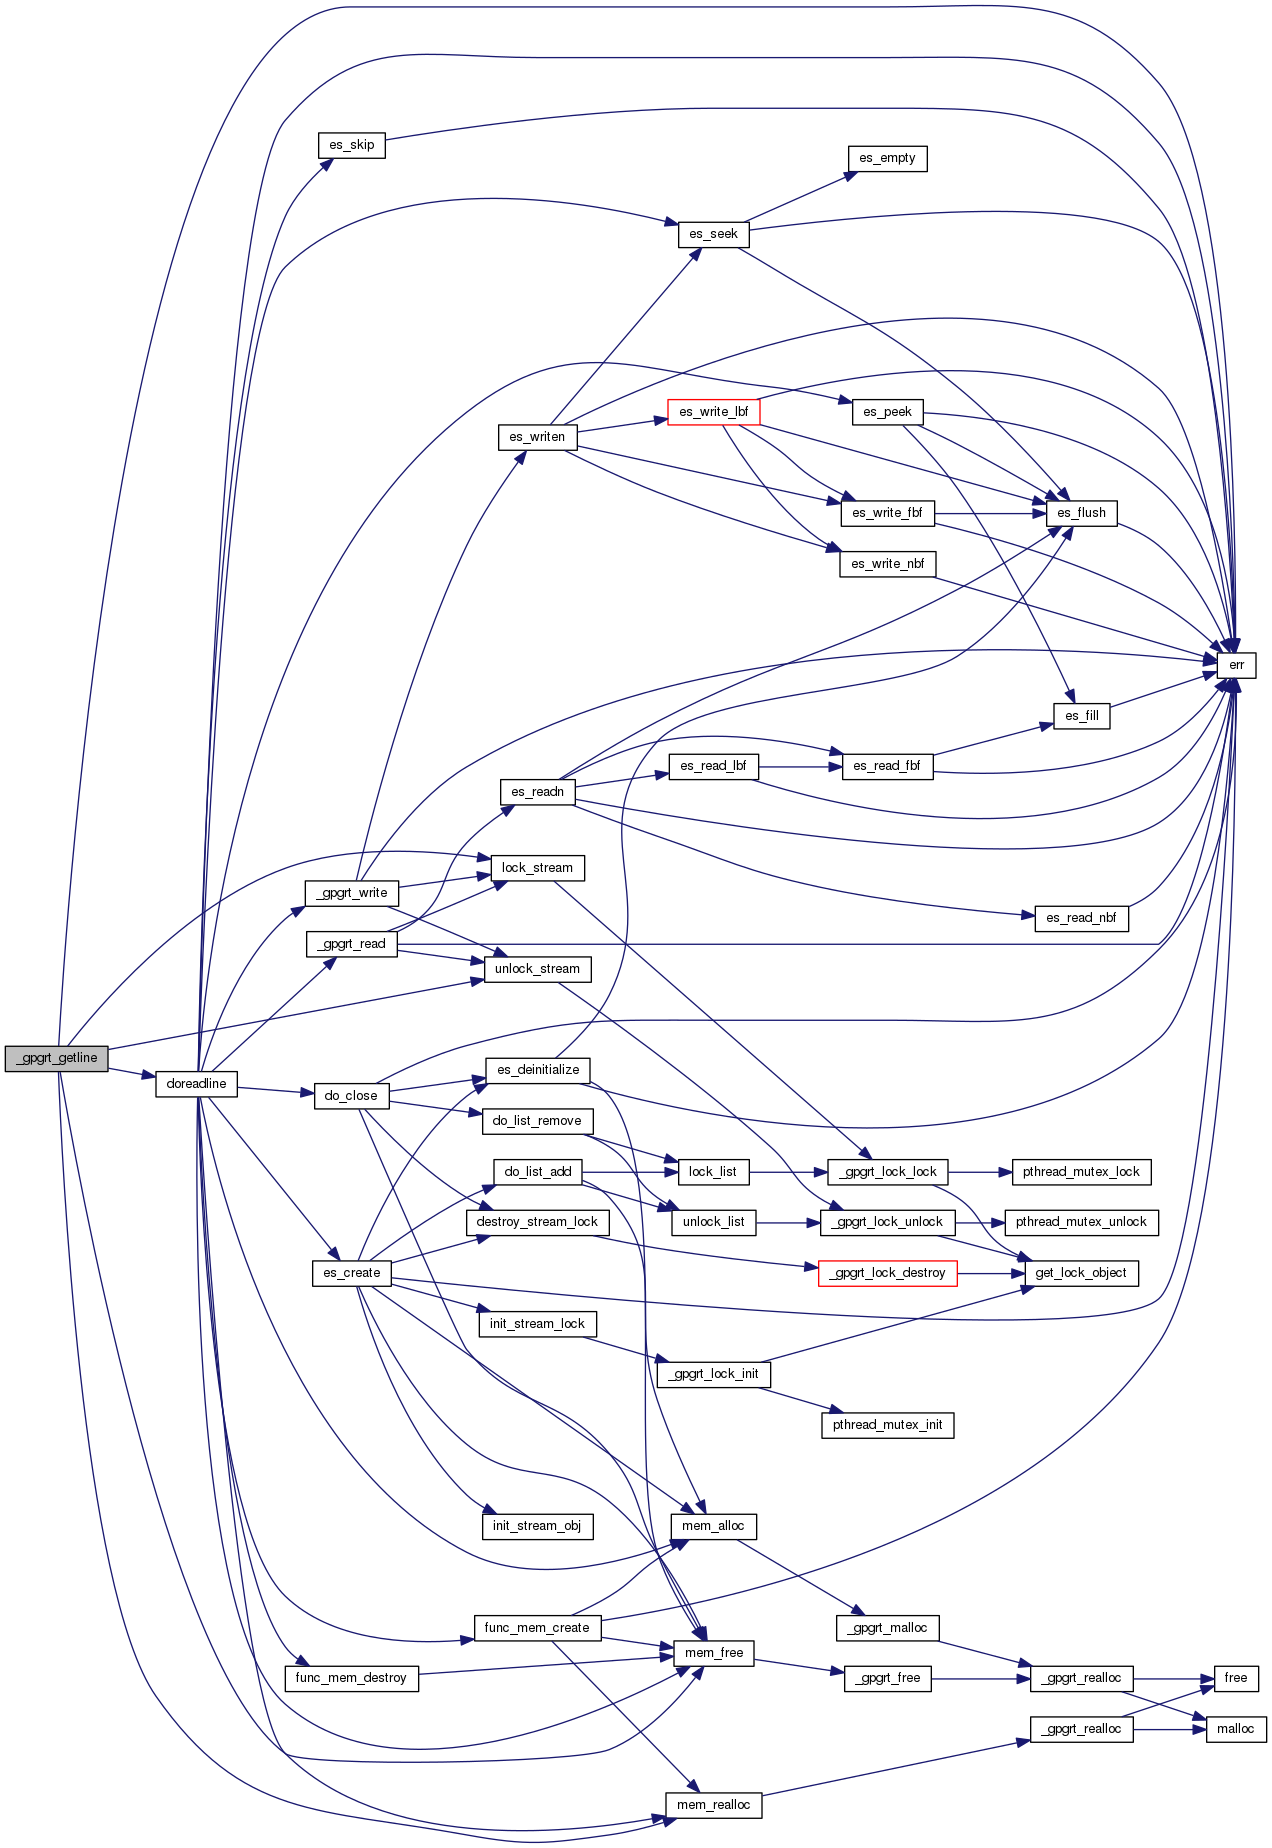 es_skip
es_empty
es_seek
es_write_lbf
es_peek
es_writen
es_write_fbf
es_flush
es_write_nbf
err
es_fill
es_read_lbf
es_read_fbf
es_readn
lock_stream
_gpgrt_write
es_read_nbf
_gpgrt_read
unlock_stream
_gpgrt_getline
es_deinitialize
doreadline
do_close
do_list_remove
do_list_add
lock_list
_gpgrt_lock_lock
pthread_mutex_lock
destroy_stream_lock
unlock_list
_gpgrt_lock_unlock
pthread_mutex_unlock
es_create
_gpgrt_lock_destroy
get_lock_object
init_stream_lock
_gpgrt_lock_init
pthread_mutex_init
init_stream_obj
mem_alloc
func_mem_create
_gpgrt_malloc
mem_free
func_mem_destroy
_gpgrt_free
_gpgrt_realloc
free
_gpgrt_realloc
malloc
mem_realloc